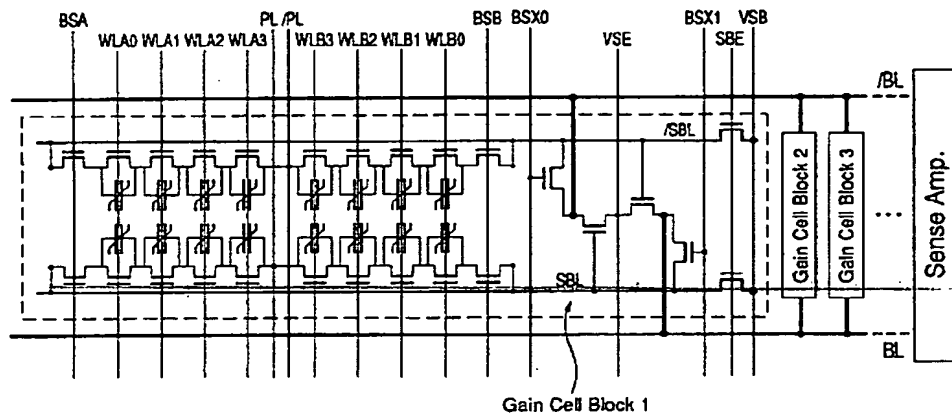 BSA
PL /PL
BSB
BSX0
BSX1
VSB
WLA0 WLA1 WLA2 WLA3
WLB3 WLB2 WLB1 WLB0
VSE
SBE
/BL
/SBL
Gain Cell Block 2
Gain Cell Block 3
...
Sense Amp.
SBL
BL
Gain Cell Block 1